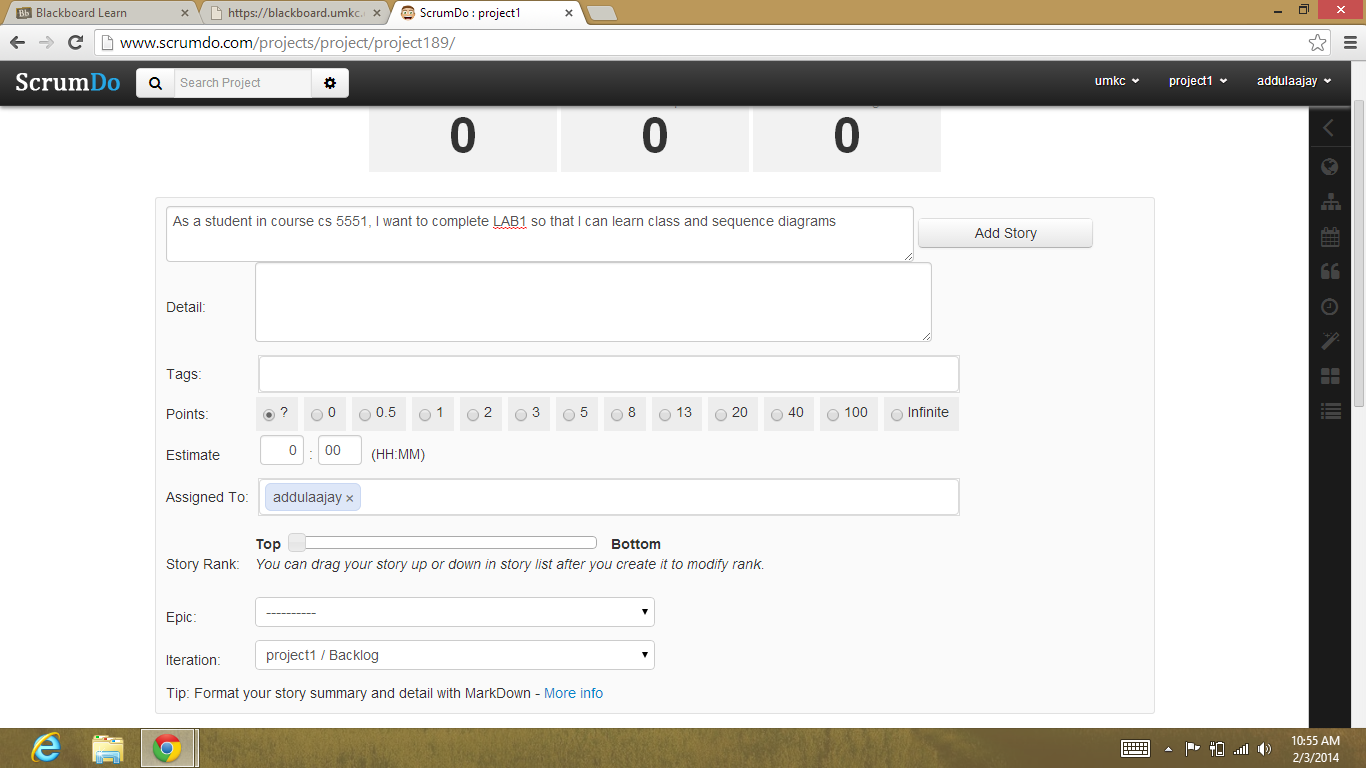 Blackboard Learn
https://blackboard.umkc.
ScrumDo : project1
www.scrumdo.com/projects/project/project189/
ScrumDo Search Project umkc project1 addulaajay
0 0 0
As a student in course cs 5551, I want to complete LAB1 so that I can learn class and sequence diagrams
Add Story
Detail:
Tags:
Points: ? 0 0.5 1 2 3 5 8 13 20 40 100 Infinite
Estimate 0 : 00 (HH:MM)
Assigned To: addulaajay ×
Top Bottom
Story Rank: You can drag your story up or down in story list after you create it to modify rank.
Epic: ----------
Iteration: project1 / Backlog
Tip: Format your story summary and detail with MarkDown - More info
10:55 AM
2/3/2014